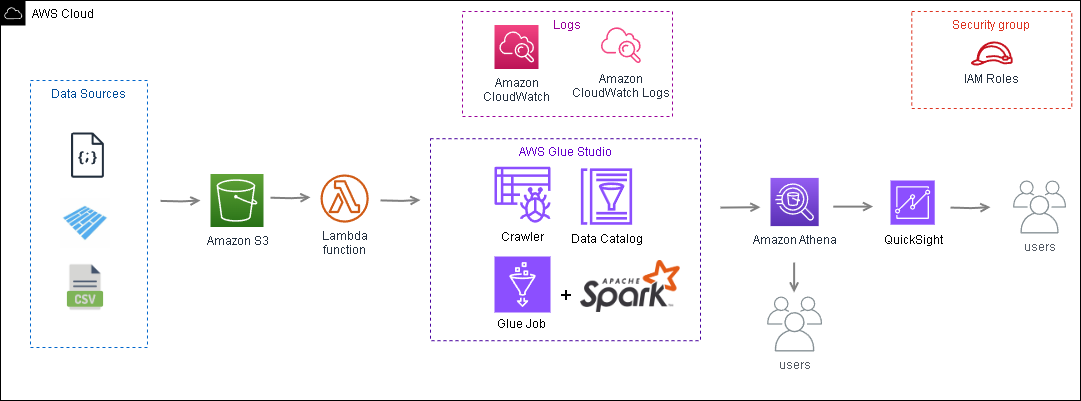 AWS Cloud
Logs
Amazon
CloudWatch
Amazon
CloudWatch Logs
Security group
IAM Roles
Data Sources
{;}
CSV
Amazon S3
Lambda
function
AWS Glue Studio
Crawler
Data Catalog
Glue Job
+
APACHE
Spark™
Amazon Athena
QuickSight
users
users